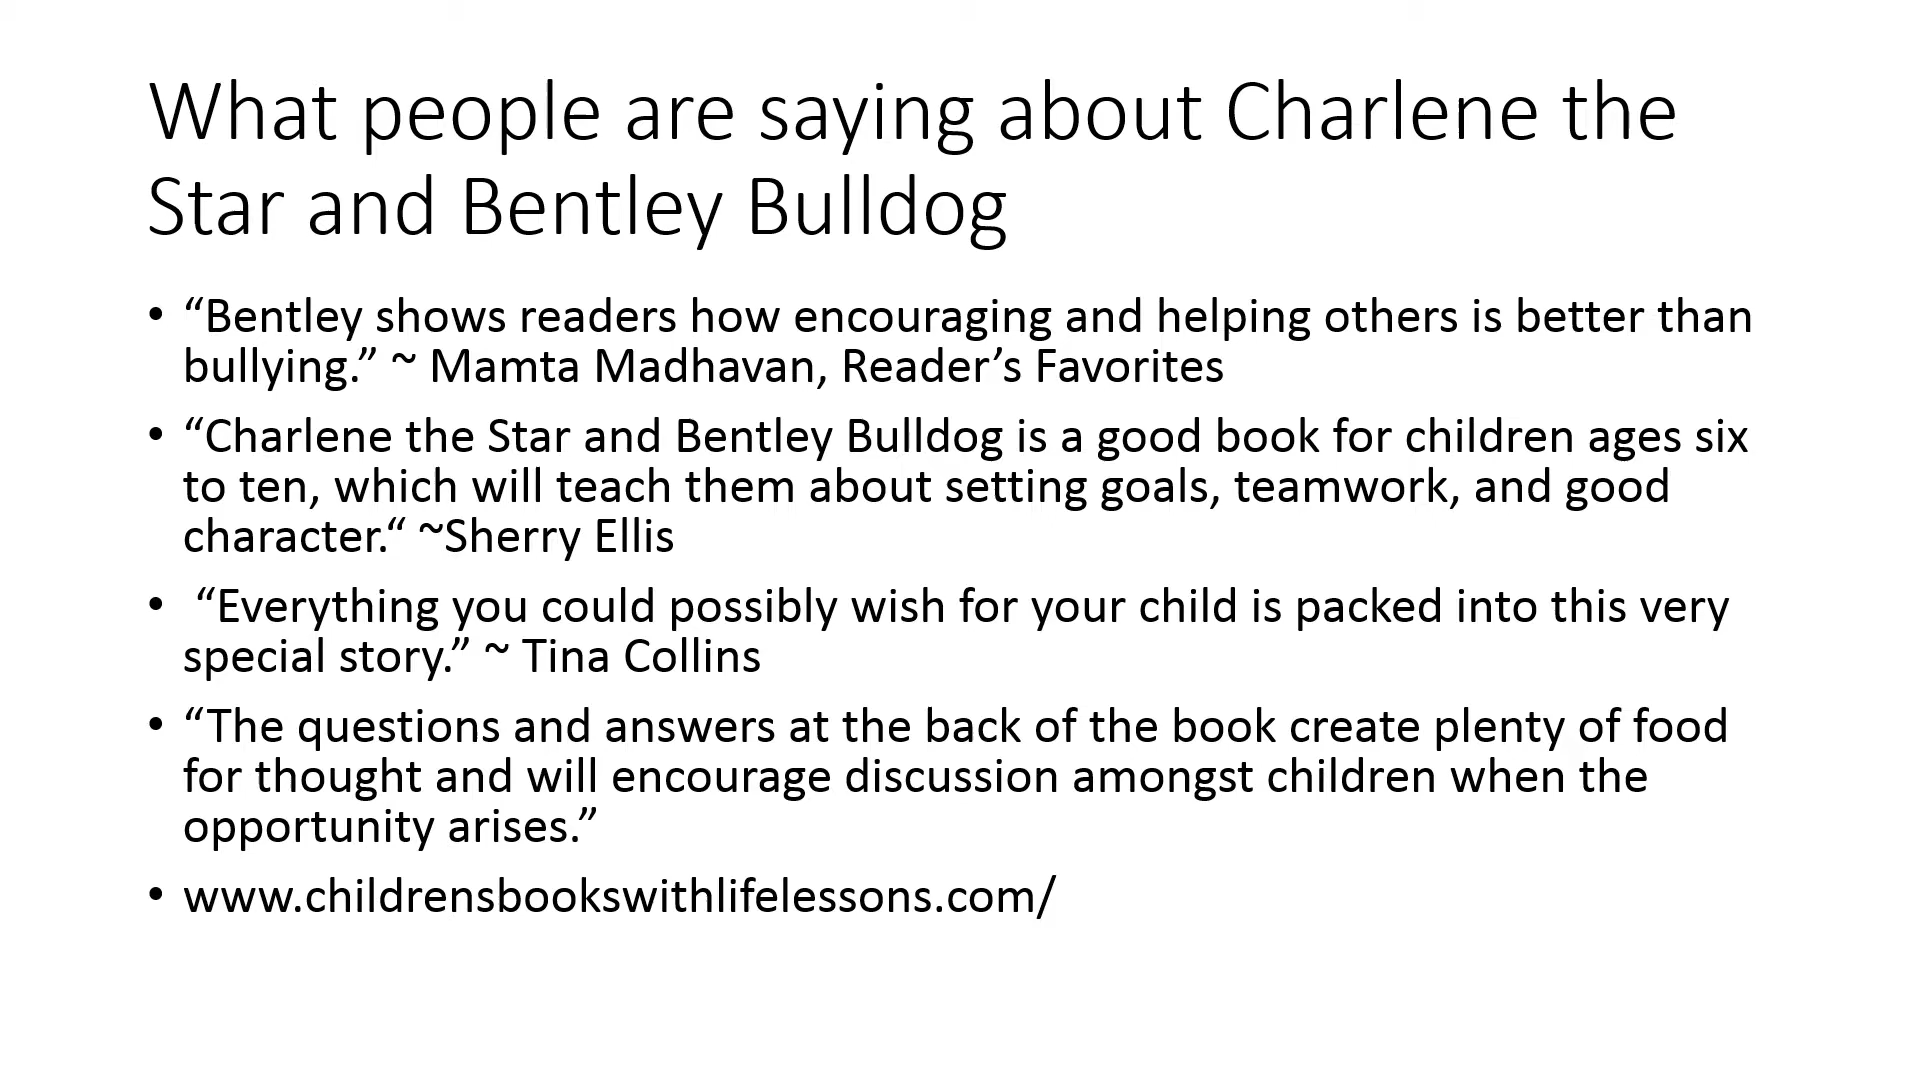 What people are saying about Charlene the
Star and Bentley Bulldog
• “Bentley shows readers how encouraging and helping others is better than
bullying.” ~ Mamta Madhavan, Reader’s Favorites
• “Charlene the Star and Bentley Bulldog is a good book for children ages six
to ten, which will teach them about setting goals, teamwork, and good
character.“ ~Sherry Ellis
• “Everything you could possibly wish for your child is packed into this very
special story.” ~ Tina Collins
• “The questions and answers at the back of the book create plenty of food
for thought and will encourage discussion amongst children when the
opportunity arises.”
• www.childrensbookswithlifelessons.com/